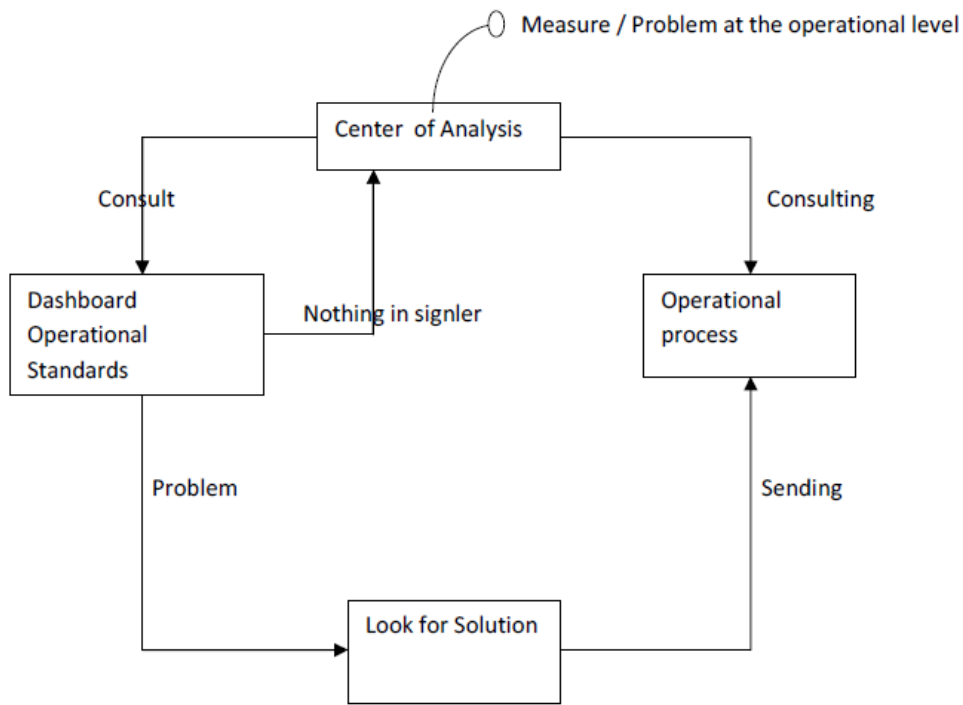 Measure / Problem at the operational level
Center of Analysis
Consult
Consulting
Dashboard
Operational
Standards
Nothing in signler
Operational
process
Problem
Sending
Look for Solution